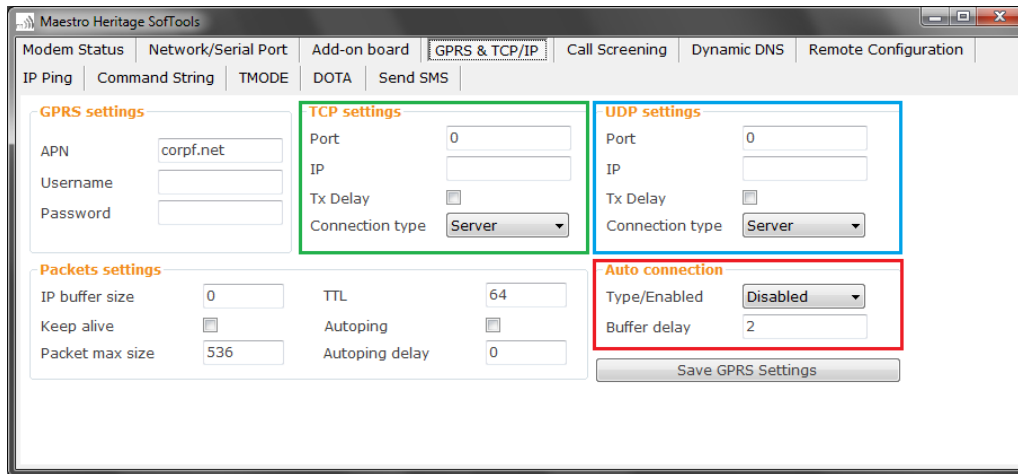 Maestro Heritage SofTools
Modem Status Network/Serial Port Add-on board GPRS & TCP/IP Call Screening Dynamic DNS Remote Configuration
IP Ping Command String TMODE DOTA Send SMS
GPRS settings
APN corpf.net
Username
Password
TCP settings
Port 0
IP
Tx Delay
Connection type Server
UDP settings
Port 0
IP
Tx Delay
Connection type Server
Packets settings
IP buffer size 0 TTL 64
Keep alive Autoping
Packet max size 536 Autoping delay 0
Auto connection
Type/Enabled Disabled
Buffer delay 2
Save GPRS Settings